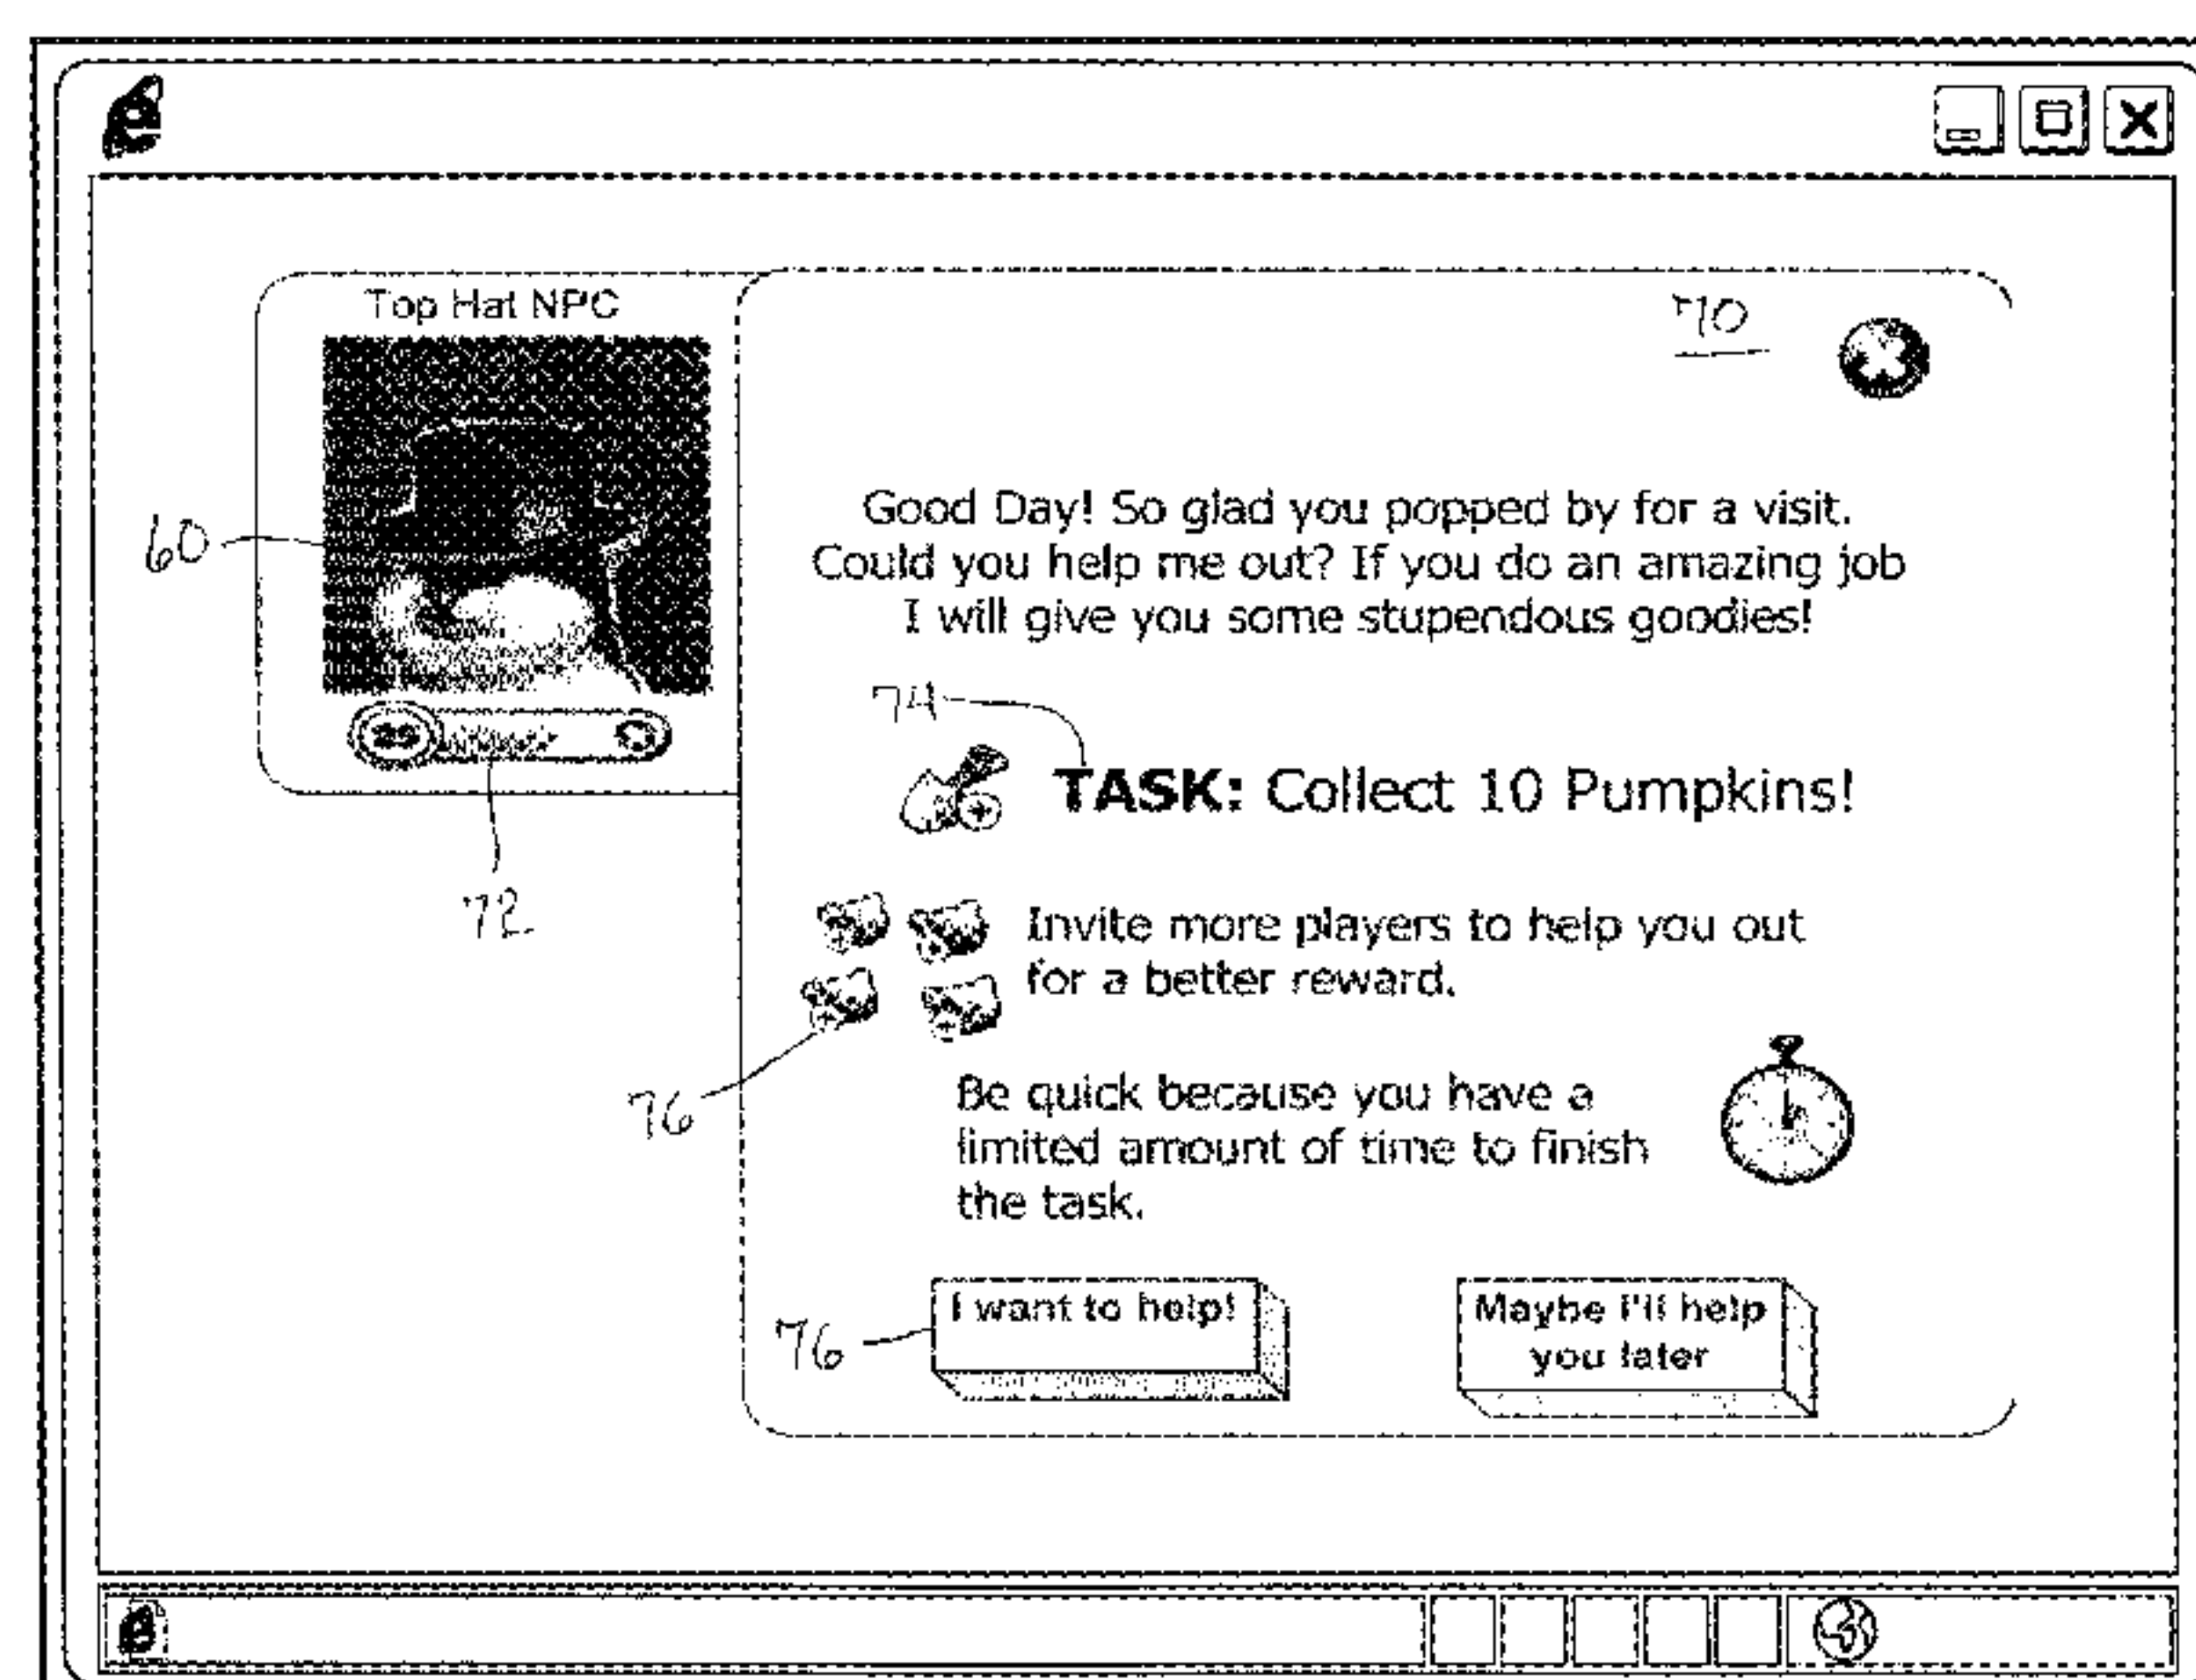 Top Hat NPC
70
60
Good Day! So glad you popped by for a visit.
Could you help me out? If you do an amazing job
I will give you some stupendous goodies!
74
TASK: Collect 10 Pumpkins!
72
Invite more players to help you out
for a better reward.
76
Be quick because you have a
limited amount of time to finish
the task.
76
I want to help!
Maybe I'll help
you later